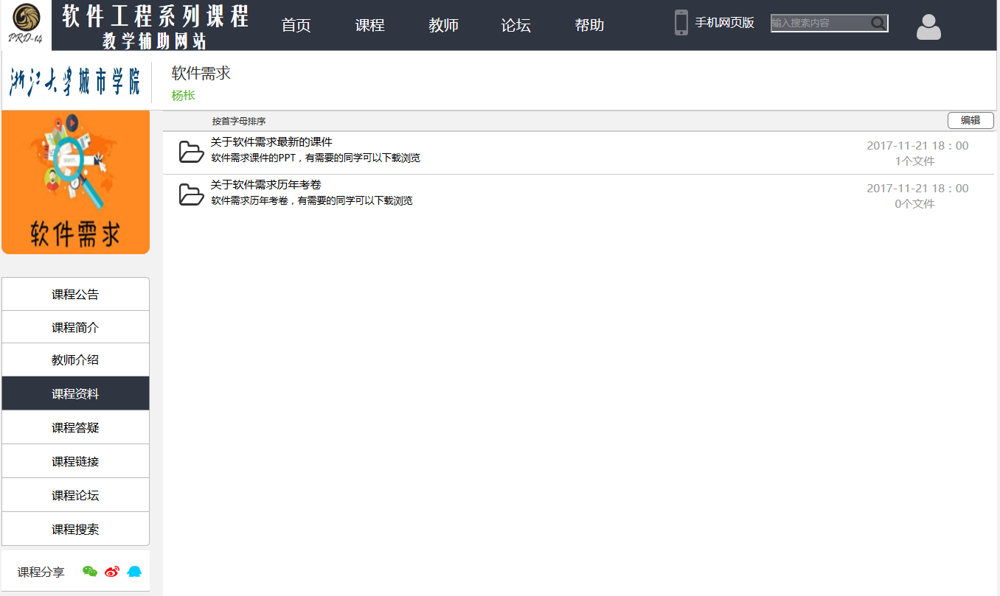 PRD-14
软件工程系列课程
教学辅助网站
首页
课程
教师
论坛
帮助
手机网页版
输入搜索内容
浙江大学城市学院
软件需求
杨枨
search
软件需求
按首字母排序
编辑
关于软件需求最新的课件
软件需求课件的PPT，有需要的同学可以下载浏览
2017-11-21 18：00
1个文件
关于软件需求历年考卷
软件需求历年考卷，有需要的同学可以下载浏览
2017-11-21 18：00
0个文件
课程公告
课程简介
教师介绍
课程资料
课程答疑
课程链接
课程论坛
课程搜索
课程分享